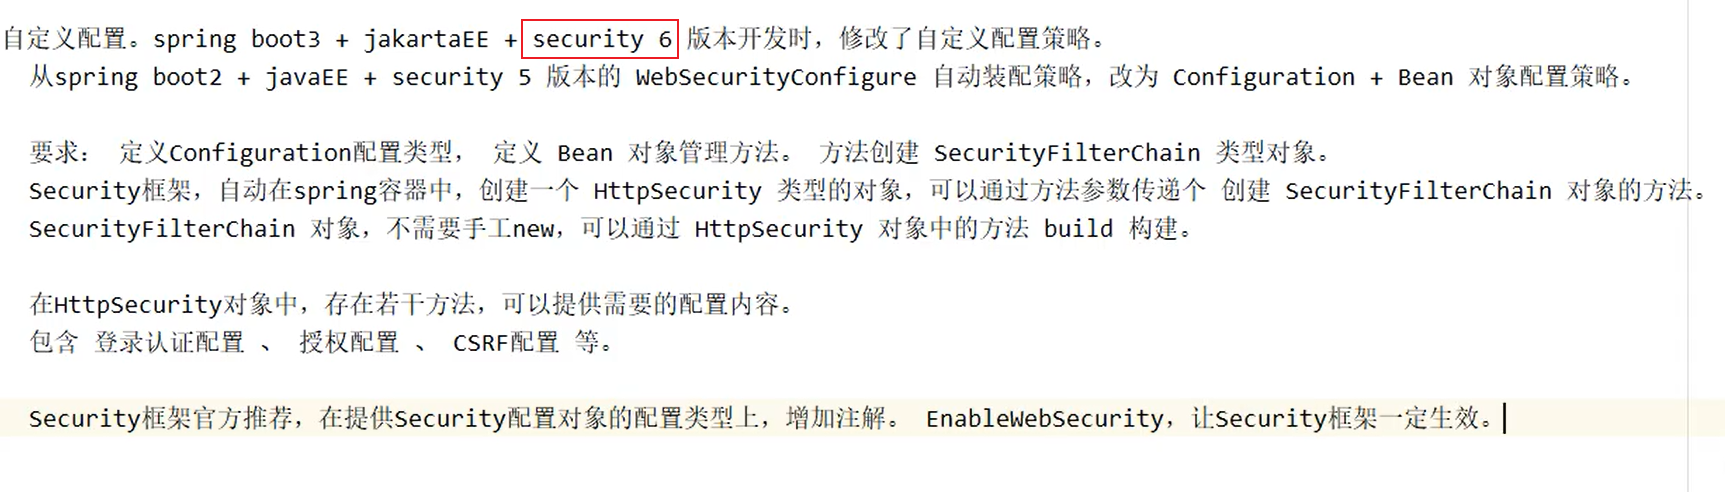 自定义配置。spring boot3 + jakartaEE + security 6 版本开发时，修改了自定义配置策略。
从spring boot2 + javaEE + security 5 版本的 WebSecurityConfigure 自动装配策略，改为 Configuration + Bean 对象配置策略。
要求： 定义Configuration配置类型， 定义 Bean 对象管理方法。 方法创建 SecurityFilterChain 类型对象。
Security框架，自动在spring容器中，创建一个 HttpSecurity 类型的对象，可以通过方法参数传递个 创建 SecurityFilterChain 对象的方法。
SecurityFilterChain 对象，不需要手工new，可以通过 HttpSecurity 对象中的方法 build 构建。
在HttpSecurity对象中，存在若干方法，可以提供需要的配置内容。
包含 登录认证配置 、 授权配置 、 CSRF配置 等。
Security框架官方推荐，在提供Security配置对象的配置类型上，增加注解。 EnableWebSecurity，让Security框架一定生效。